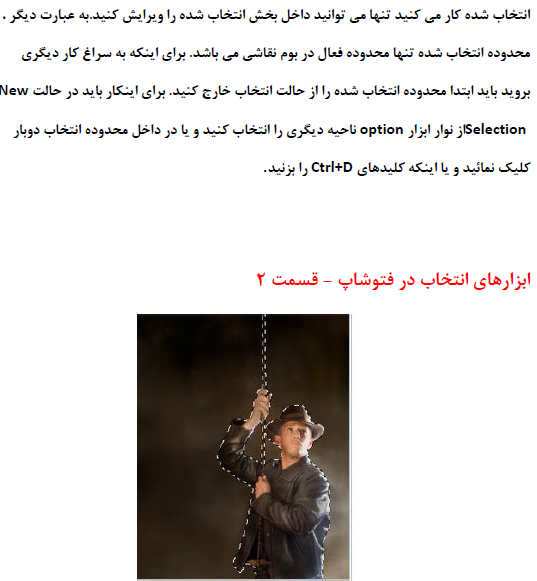 انتخاب شده کار می کنید تنها می توانید داخل بخش انتخاب شده را ویرایش کنید.به عبارت دیگر ،
محدوده انتخاب شده تنها محدوده فعال در بوم نقاشی می باشد. برای اینکه به سراغ کار دیگری
بروید باید ابتدا محدوده انتخاب شده را از حالت انتخاب خارج کنید. برای اینکار باید در حالت New
Selectionاز نوار ابزار option ناحیه دیگری را انتخاب کنید و یا در داخل محدوده انتخاب دوبار
کلیک نمائید و یا اینکه کلیدهای Ctrl+D را بزنید.
ابزارهای انتخاب در فتوشاپ – قسمت ۲